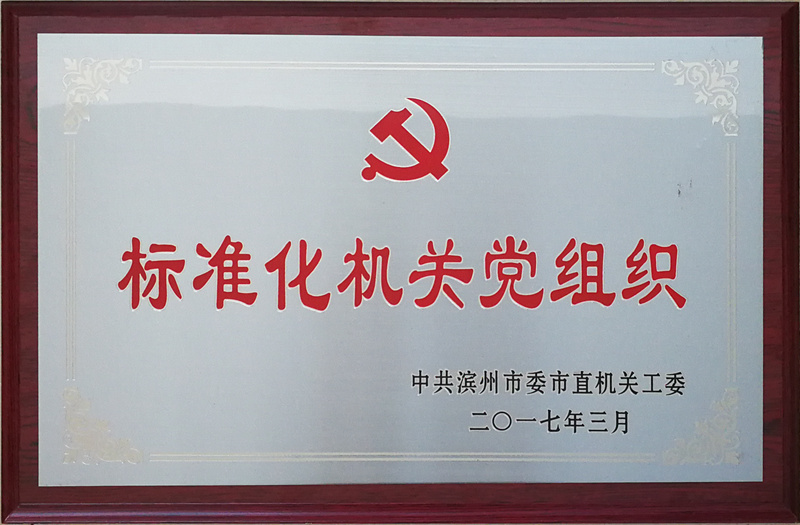 标准化机关党组织
中共滨州市委市直机关工委
二〇一七年三月